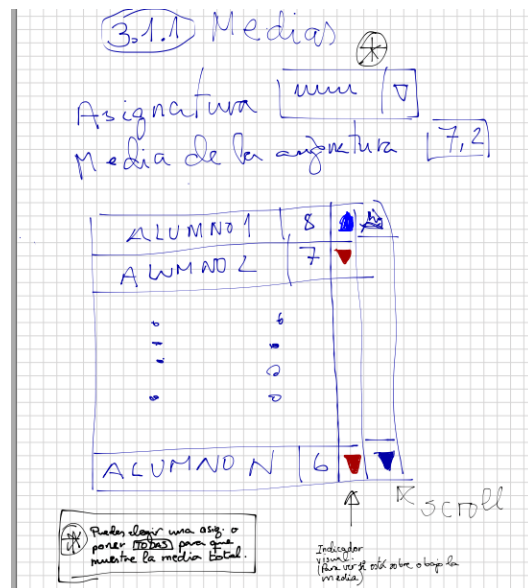 3.1.1 Medias
Asignatura
Media de la asignatura 7,2
ALUMNO 1 8
ALUMNO 2 7
ALUMNO N 6
scroll
Puedes elegir una asig. o
poner TODAS para que
muestre la media total.
Indicador
visual
(Para ver si está sobre o bajo la
media)